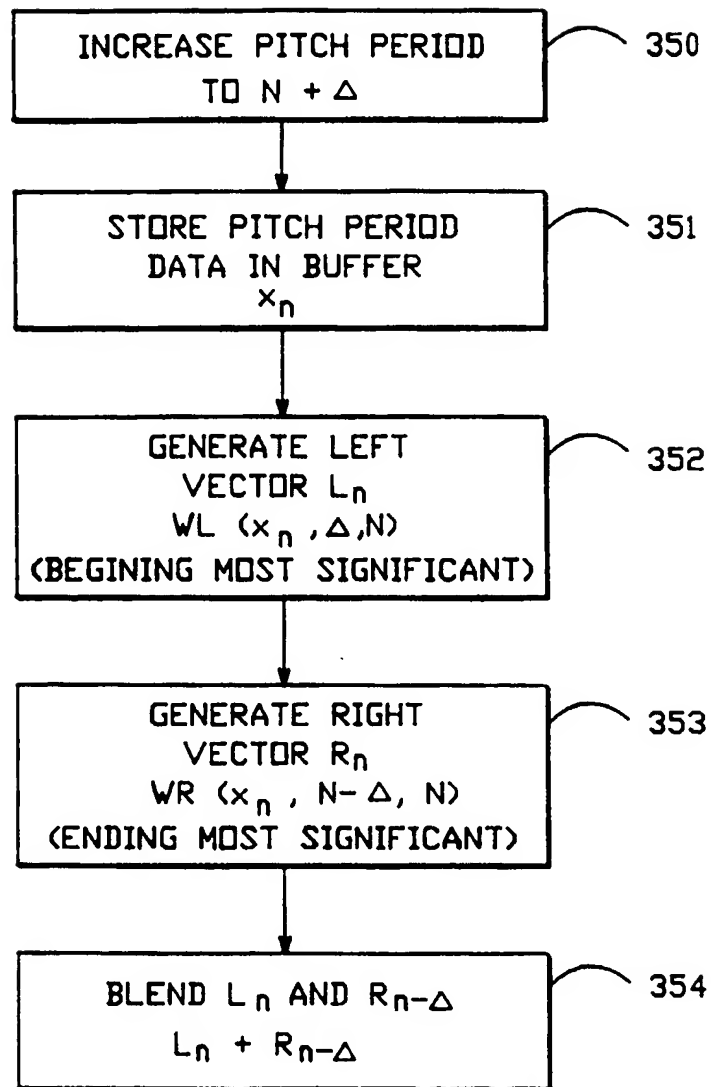 INCREASE PITCH PERIOD
TO N + Δ
350
STORE PITCH PERIOD
DATA IN BUFFER
xn
351
GENERATE LEFT
VECTOR Ln
WL (xn ,Δ,N)
(BEGINING MOST SIGNIFICANT)
352
GENERATE RIGHT
VECTOR Rn
WR (xn , N-Δ, N)
(ENDING MOST SIGNIFICANT)
353
BLEND Ln AND Rn-Δ
Ln + Rn-Δ
354